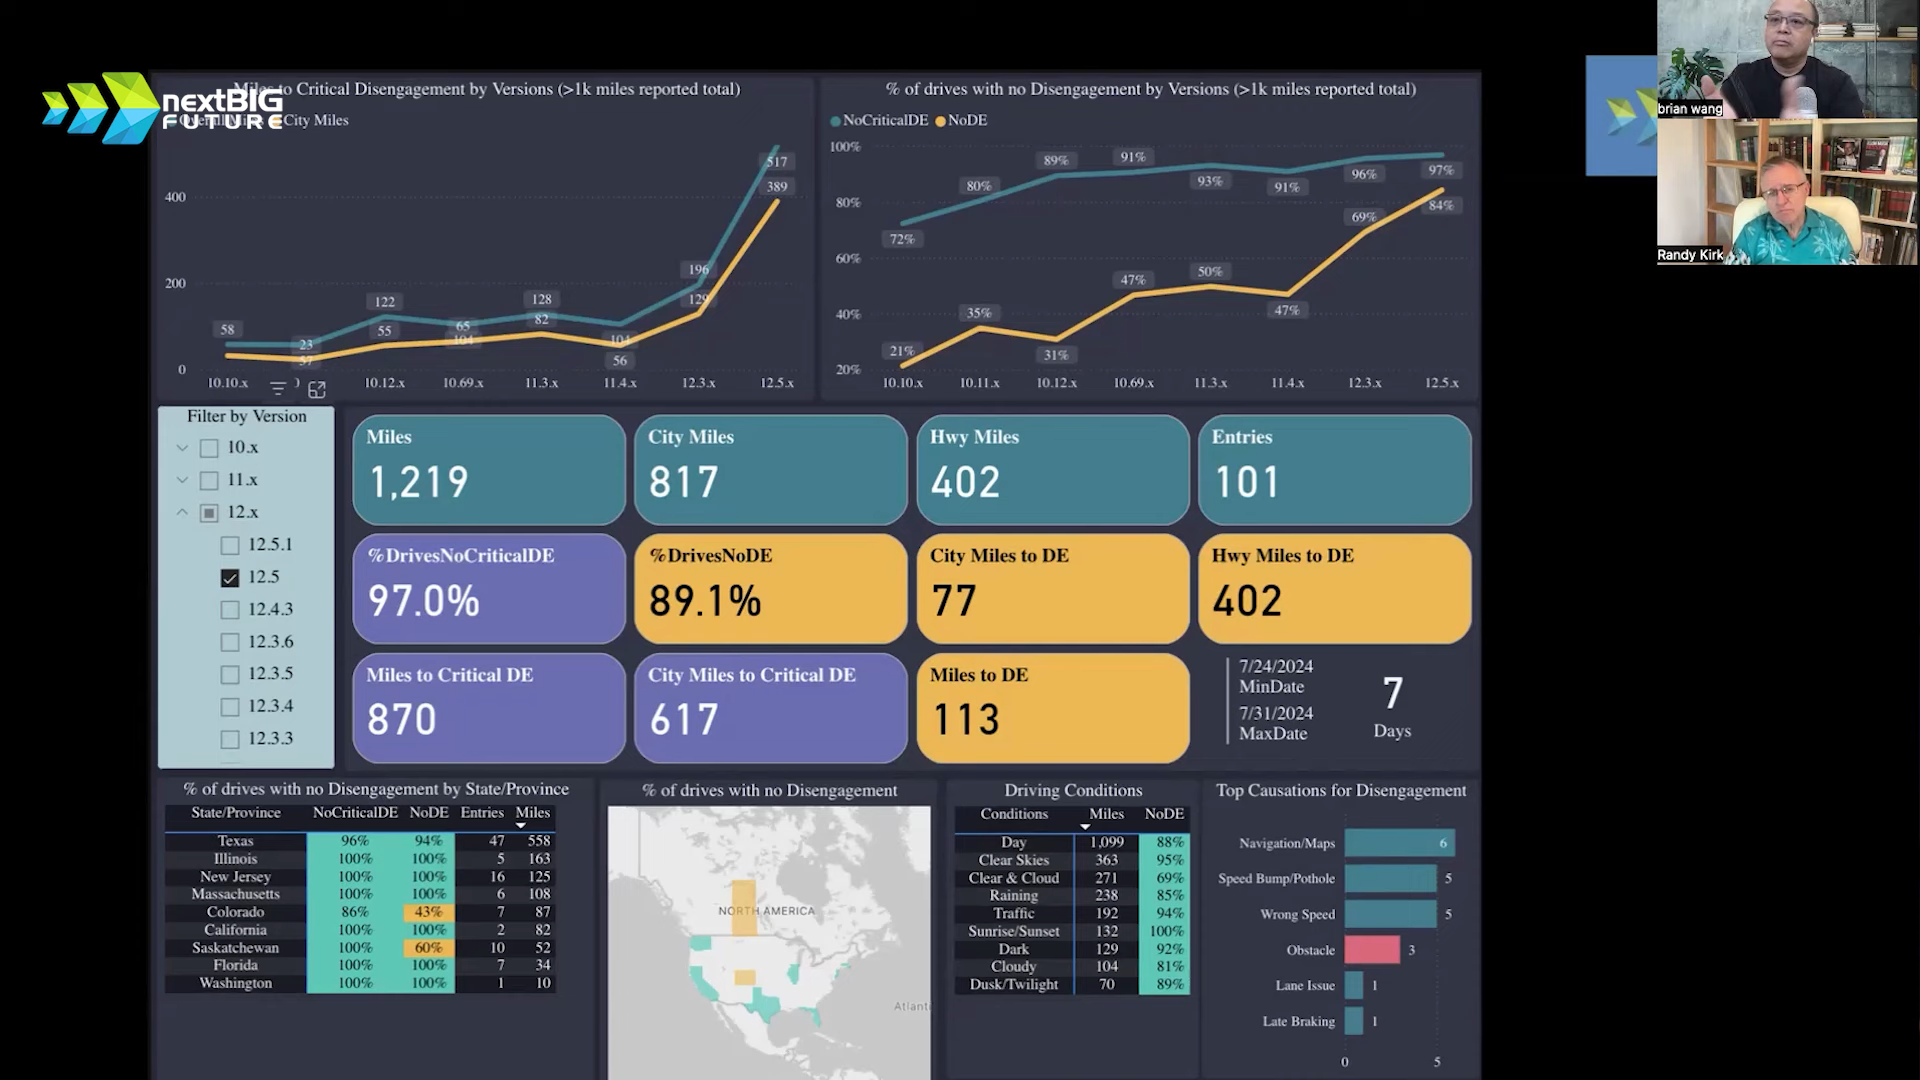 nextBIG
FUTURE
Miles to Critical Disengagement by Versions (>1k miles reported total)
City Miles
517
389
400
200
0
58
23
57
122
55
65
104
128
82
104
56
196
129
10.10.x
10.12.x
10.69.x
11.3.x
11.4.x
12.3.x
12.5.x
% of drives with no Disengagement by Versions (>1k miles reported total)
NoCriticalDE NoDE
100%
80%
60%
40%
20%
72%
80%
89%
91%
93%
91%
96%
97%
21%
35%
31%
47%
50%
47%
69%
84%
10.10.x 10.11.x 10.12.x 10.69.x 11.3.x 11.4.x 12.3.x 12.5.x
brian wang
Randy Kirk
Filter by Version
10.x
11.x
12.x
12.5.1
12.5
12.4.3
12.3.6
12.3.5
12.3.4
12.3.3
Miles
1,219
City Miles
817
Hwy Miles
402
Entries
101
%DrivesNoCriticalDE
97.0%
%DrivesNoDE
89.1%
City Miles to DE
77
Hwy Miles to DE
402
Miles to Critical DE
870
City Miles to Critical DE
617
Miles to DE
113
7/24/2024
MinDate
7/31/2024
MaxDate
7
Days
% of drives with no Disengagement by State/Province
State/Province NoCriticalDE NoDE Entries Miles
Texas 96% 94% 47 558
Illinois 100% 100% 5 163
New Jersey 100% 100% 16 125
Massachusetts 100% 100% 6 108
Colorado 86% 43% 7 87
California 100% 100% 2 82
Saskatchewan 100% 60% 10 52
Florida 100% 100% 7 34
Washington 100% 100% 1 10
% of drives with no Disengagement
NORTH AMERICA
Atlanti
Driving Conditions
Conditions Miles NoDE
Day 1,099 88%
Clear Skies 363 95%
Clear & Cloud 271 69%
Raining 238 85%
Traffic 192 94%
Sunrise/Sunset 132 100%
Dark 129 92%
Cloudy 104 81%
Dusk/Twilight 70 89%
Top Causations for Disengagement
Navigation/Maps 6
Speed Bump/Pothole 5
Wrong Speed 5
Obstacle 3
Lane Issue 1
Late Braking 1
0 5